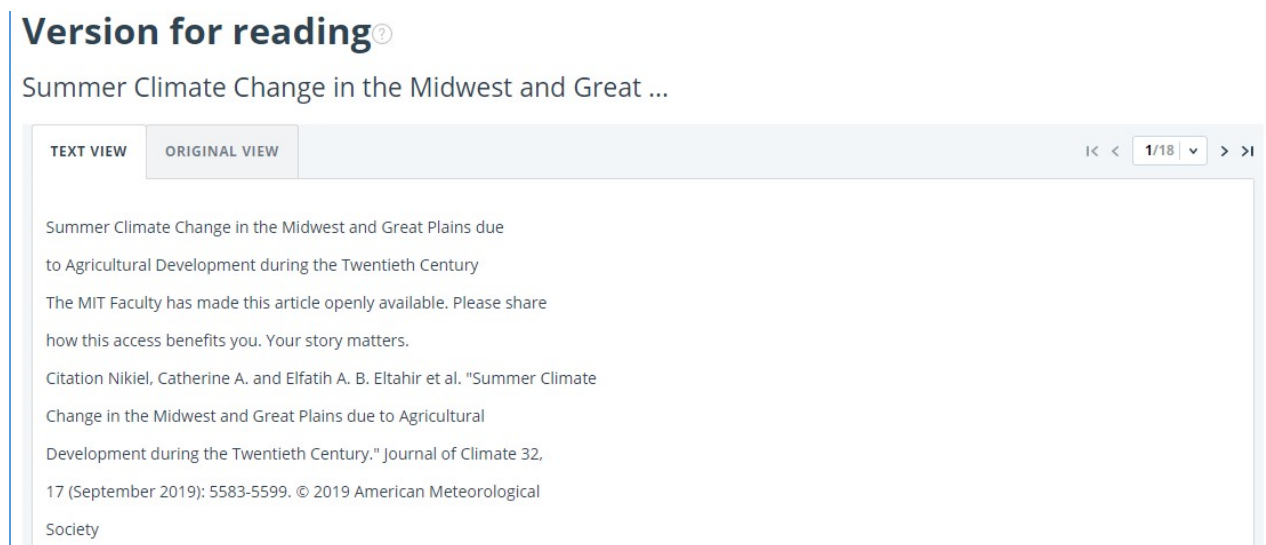 Version for reading
Summer Climate Change in the Midwest and Great ...
TEXT VIEW ORIGINAL VIEW 1/18
Summer Climate Change in the Midwest and Great Plains due
to Agricultural Development during the Twentieth Century
The MIT Faculty has made this article openly available. Please share
how this access benefits you. Your story matters.
Citation Nikiel, Catherine A. and Elfatih A. B. Eltahir et al. "Summer Climate
Change in the Midwest and Great Plains due to Agricultural
Development during the Twentieth Century." Journal of Climate 32,
17 (September 2019): 5583-5599. © 2019 American Meteorological
Society